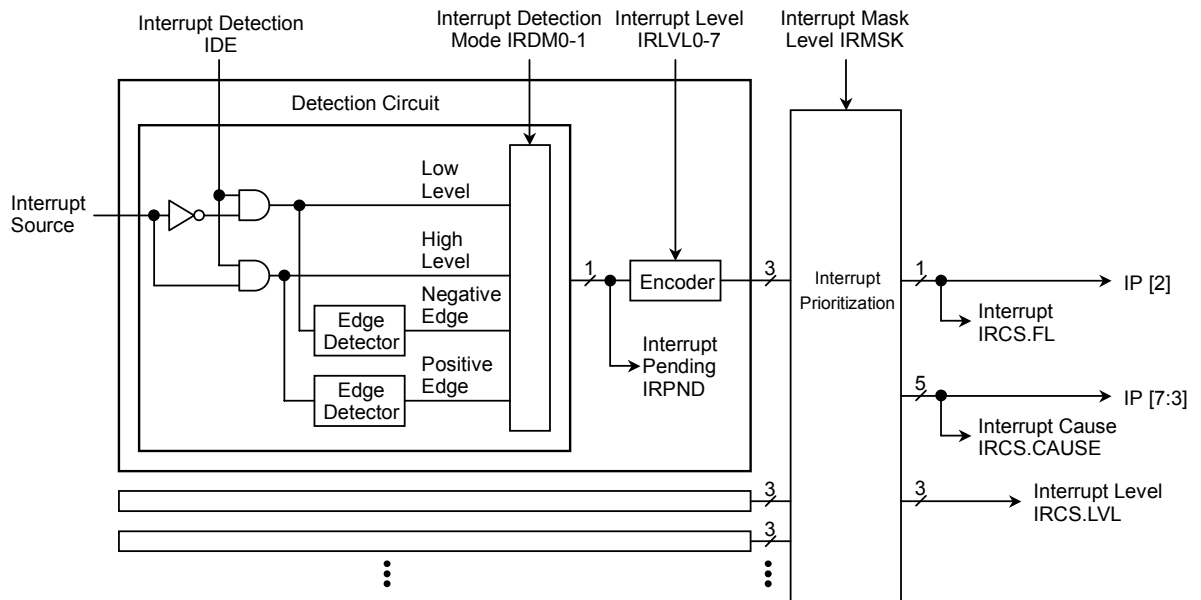 Interrupt Detection
IDE
Interrupt Detection
Mode IRDM0-1
Interrupt Level
IRLVL0-7
Interrupt Mask
Level IRMSK
Detection Circuit
Interrupt
Source
Low
Level
High
Level
Negative
Edge
Positive
Edge
Edge
Detector
Edge
Detector
1
Encoder
3
Interrupt
Pending
IRPND
Interrupt
Prioritization
1
IP [2]
Interrupt
IRCS.FL
5
IP [7:3]
Interrupt Cause
IRCS.CAUSE
3
Interrupt Level
IRCS.LVL
3
3